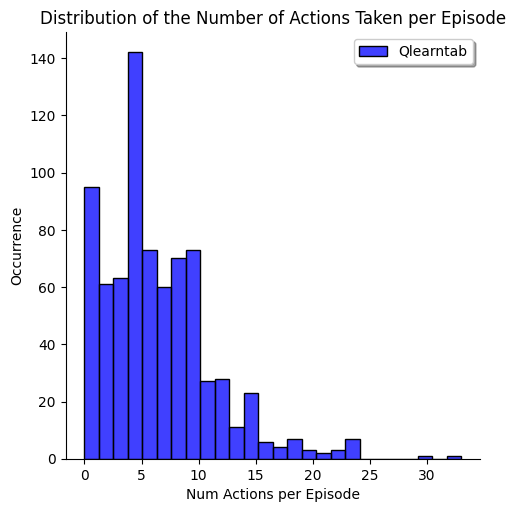 Distribution of the Number of Actions Taken per Episode
Qlearntab
140
120
100
80
60
40
20
0
Occurrence
0 5 10 15 20 25 30
Num Actions per Episode